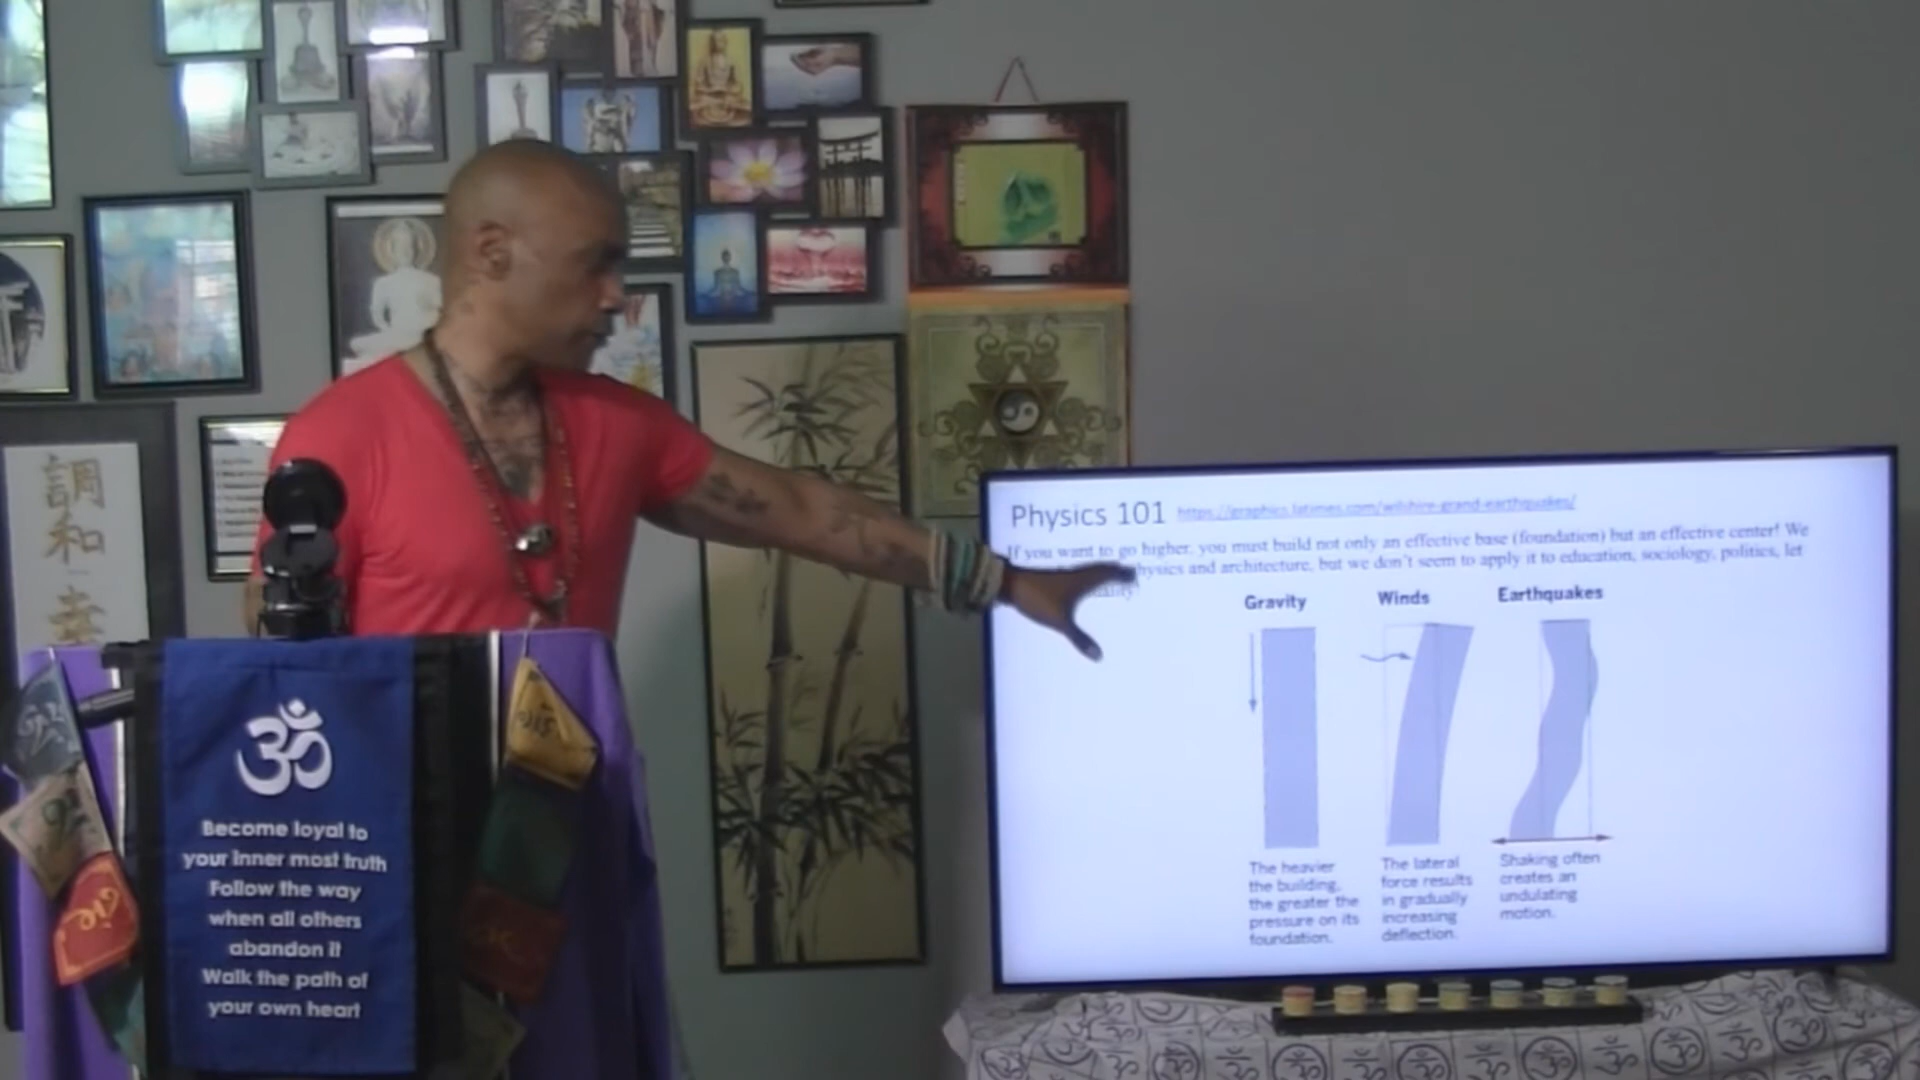 調
和
幸
Become loyal to
your inner most truth
Follow the way
when all others
abandon it
Walk the path of
your own heart
ॐ
Physics 101 https://graphics.latimes.com/wilshire-grand-earthquakes/
If you want to go higher, you must build not only an effective base (foundation) but an effective center! We
physics and architecture, but we don't seem to apply it to education, sociology, politics, let
Gravity Winds Earthquakes
The heavier
the building,
the greater the
pressure on its
foundation.
The lateral
force results
in gradually
increasing
deflection.
Shaking often
creates an
undulating
motion.